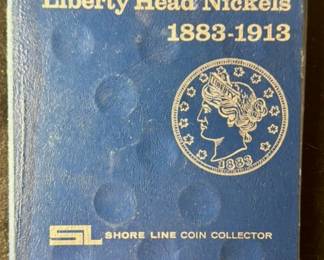 Liberty Head Nickels
1883-1913
1883
SL SHORE LINE COIN COLLECTOR